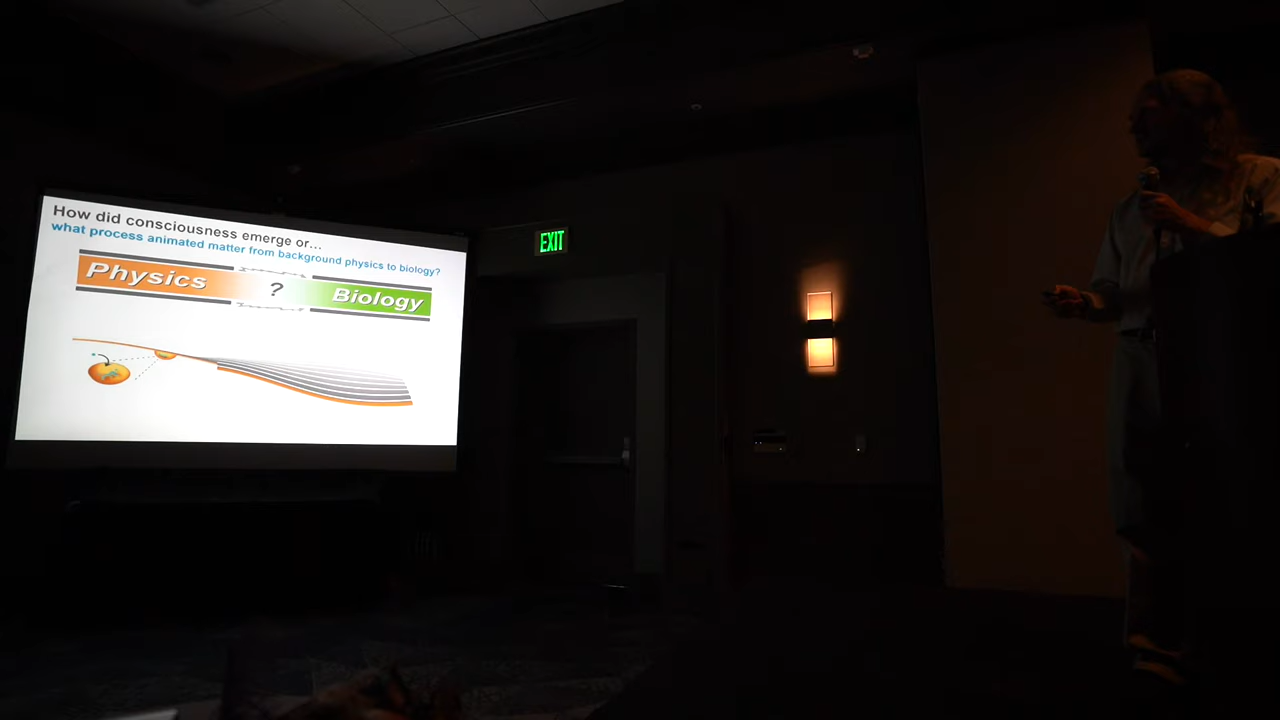 How did consciousness emerge or...
what process animated matter from background physics to biology?
Physics ? Biology
EXIT